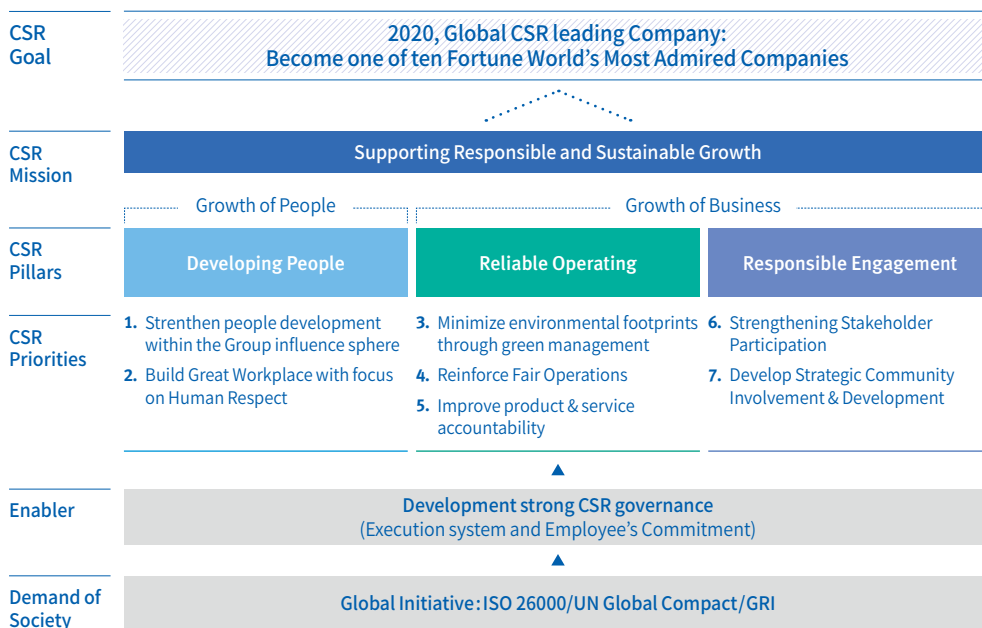 CSR
Goal
2020, Global CSR leading Company:
Become one of ten Fortune World's Most Admired Companies
CSR
Mission
Supporting Responsible and Sustainable Growth
Growth of People
Growth of Business
CSR
Pillars
Developing People
Reliable Operating
Responsible Engagement
CSR
Priorities
1. Strenthen people development
within the Group influence sphere
2. Build Great Workplace with focus
on Human Respect
3. Minimize environmental footprints
through green management
4. Reinforce Fair Operations
5. Improve product & service
accountability
6. Strengthening Stakeholder
Participation
7. Develop Strategic Community
Involvement & Development
Enabler
Development strong CSR governance
(Execution system and Employee's Commitment)
Demand of
Society
Global Initiative: ISO 26000/UN Global Compact/GRI